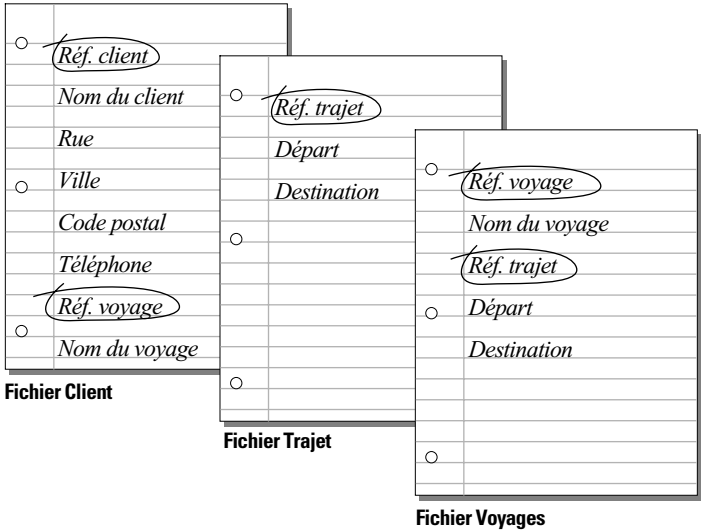 Réf. client
Nom du client
Rue
Ville
Code postal
Téléphone
Réf. voyage
Nom du voyage
Fichier Client
Réf. trajet
Départ
Destination
Fichier Trajet
Réf. voyage
Nom du voyage
Réf. trajet
Départ
Destination
Fichier Voyages